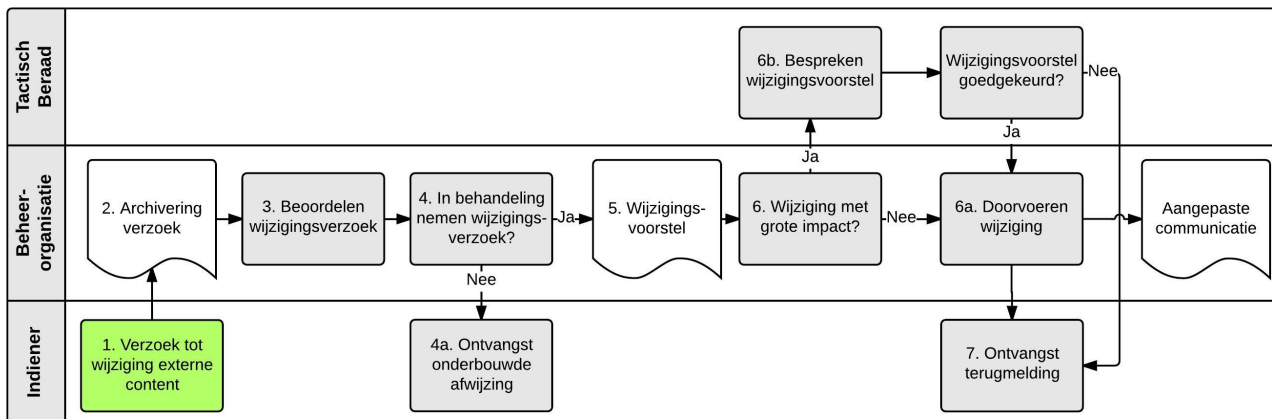 Tactisch
Beraad
6b. Bespreken
wijzigingsvoorstel
Wijzigingsvoorstel
goedgekeurd?
Nee
Ja
Ja
Beheer-
organisatie
2. Archivering
verzoek
3. Beoordelen
wijzigingsverzoek
4. In behandeling
nemen wijzigings-
verzoek?
Ja
5. Wijzigings-
voorstel
6. Wijziging met
grote impact?
Nee
6a. Doorvoeren
wijziging
Aangepaste
communicatie
Nee
Indiener
1. Verzoek tot
wijziging externe
content
4a. Ontvangst
onderbouwde
afwijzing
7. Ontvangst
terugmelding